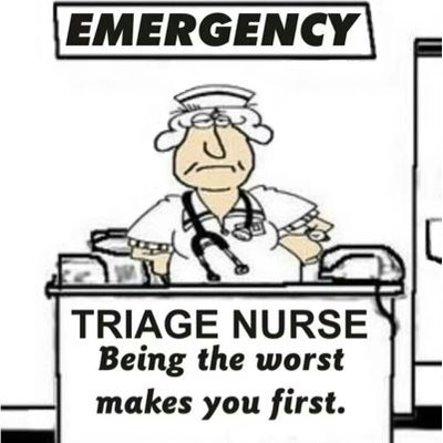 EMERGENCY
TRIAGE NURSE
Being the worst
makes you first.